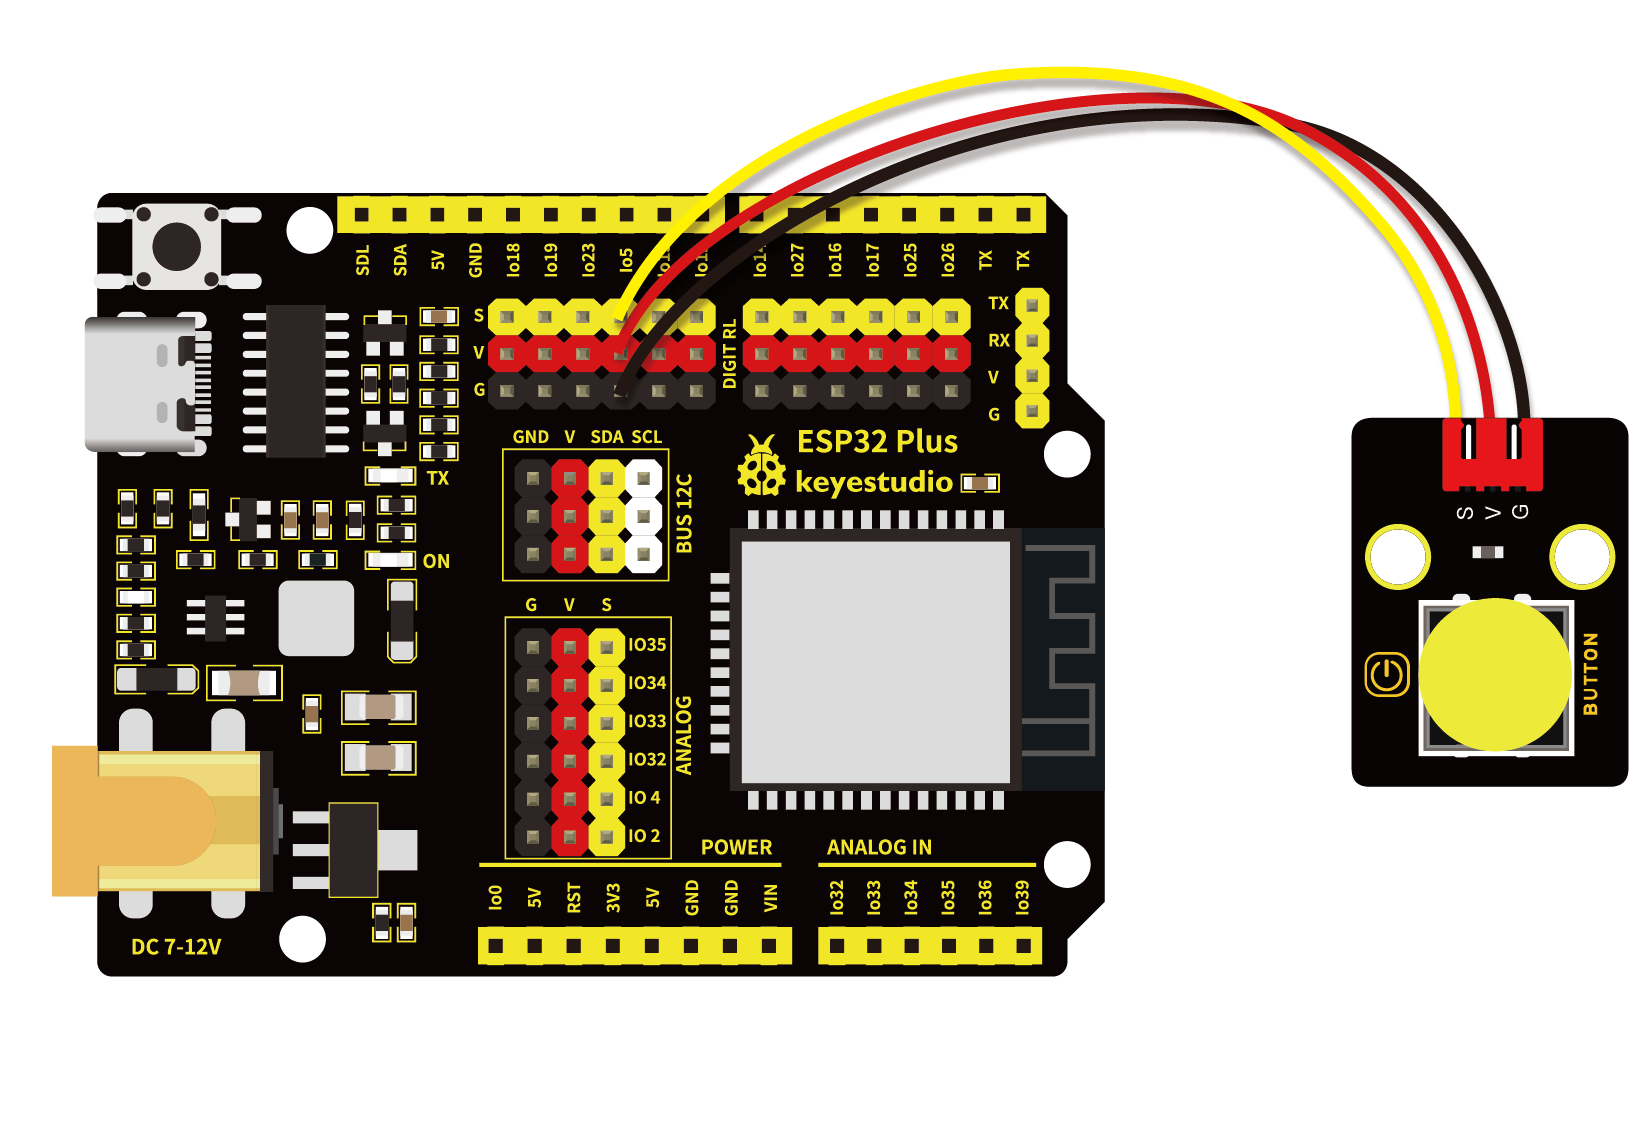 SDL
SDA
5V
GND
Io18
Io19
Io23
Io5
Io27
Io16
Io17
Io25
Io26
TX
TX
S
V
G
DIGIT RL
TX
RX
V
G
GND V SDA SCL
BUS 12C
ESP32 Plus
keyestudio
TX
ON
G V S
IO35
IO34
IO33
IO32
IO 4
IO 2
ANALOG
POWER
ANALOG IN
Io0
5V
RST
3V3
5V
GND
GND
VIN
Io32
Io33
Io34
Io35
Io36
Io39
DC 7-12V
S
V
G
BUTTON